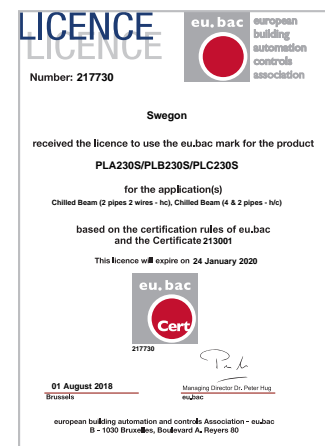 LICENCE
LICENCE
eu.bac
european
building
automation
controls
association
Number: 217730
Swegon
received the licence to use the eu.bac mark for the product
PLA230S/PLB230S/PLC230S
for the application(s)
Chilled Beam (2 pipes 2 wires - hc), Chilled Beam (4 & 2 pipes - h/c)
based on the certification rules of eu.bac
and the Certificate 213001
This licence will expire on 24 January 2020
eu.bac
Cert
217730
01 August 2018
Brussels
Managing Director Dr. Peter Hug
eu.bac
european building automation and controls Association - eu.bac
B - 1030 Bruxelles, Boulevard A. Reyers 80